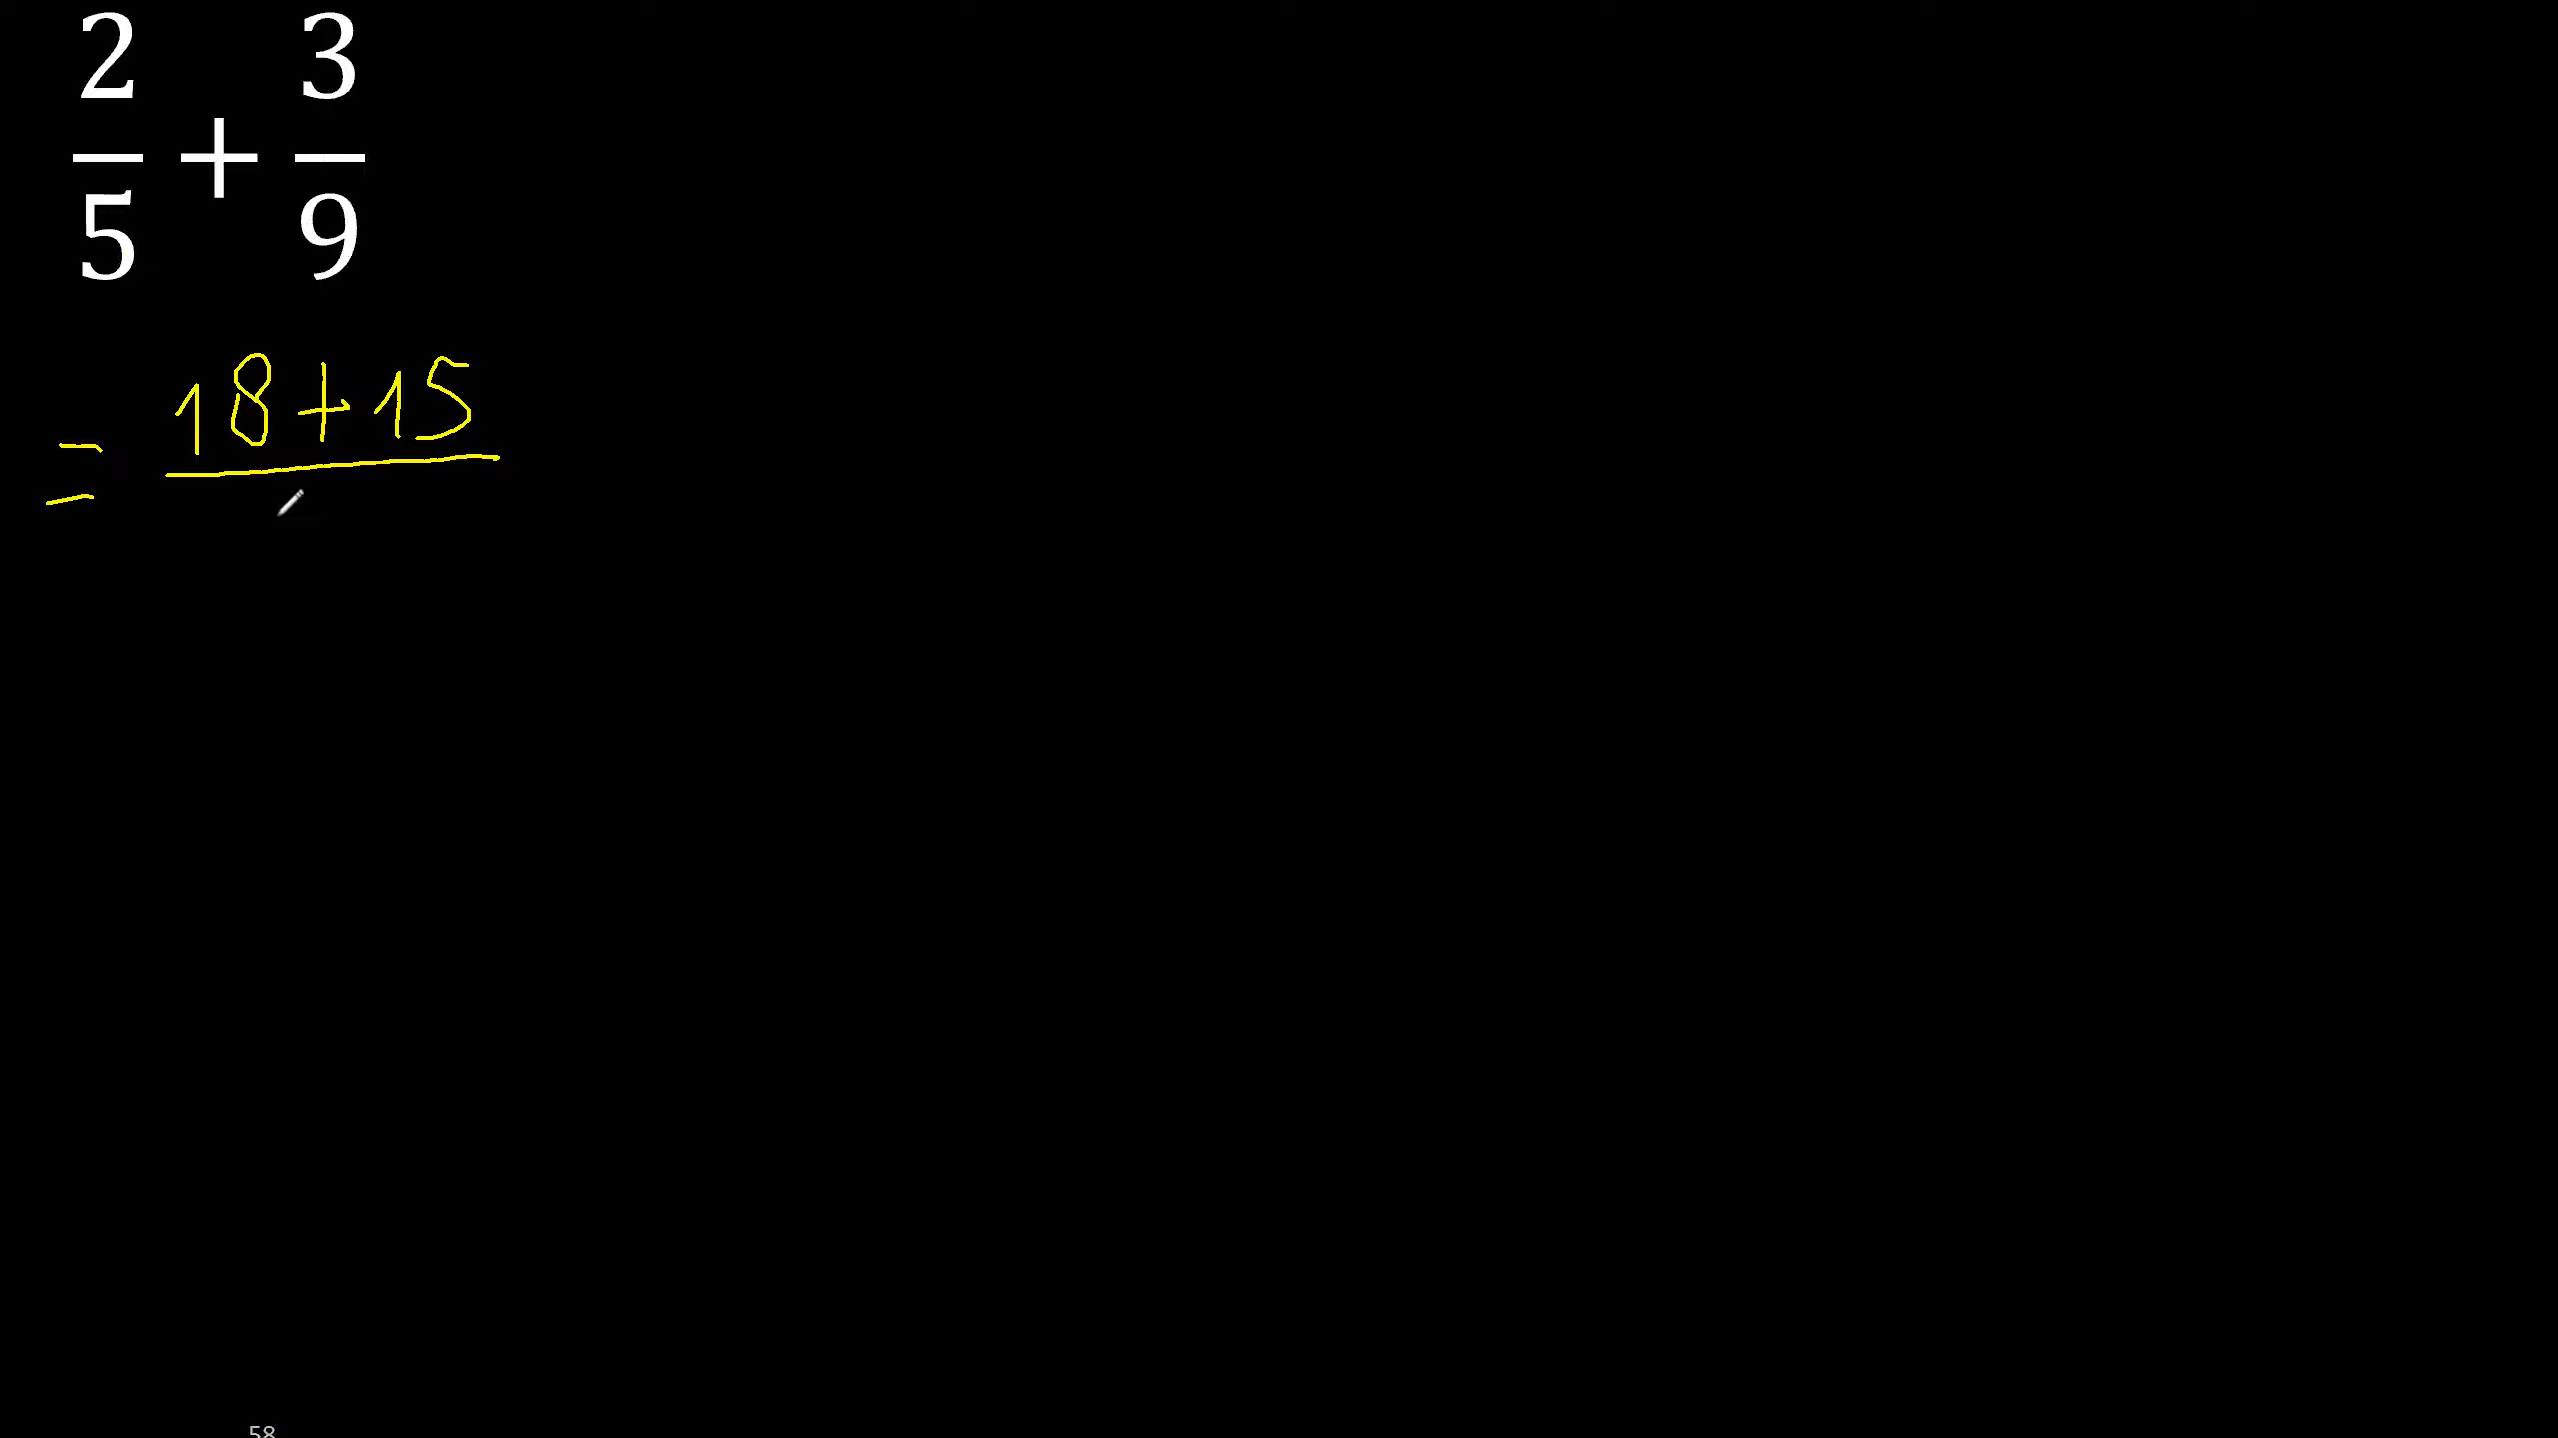 2/5 + 3/9
= 18+15
58